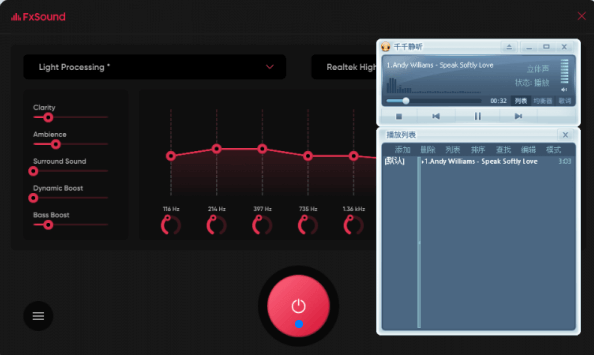 FxSound
Light Processing *
Realtek High
Clarity
Ambience
Surround Sound
Dynamic Boost
Bass Boost
116 Hz
214 Hz
397 Hz
735 Hz
1.36 kHz
千千静听
1.Andy Williams - Speak Softly Love
立体声
状态: 播放
00:32
列表
均衡器
歌词
播放列表
添加 删除 列表 排序 查找 编辑 模式
[默认]
1.Andy Williams - Speak Softly Love 3:03